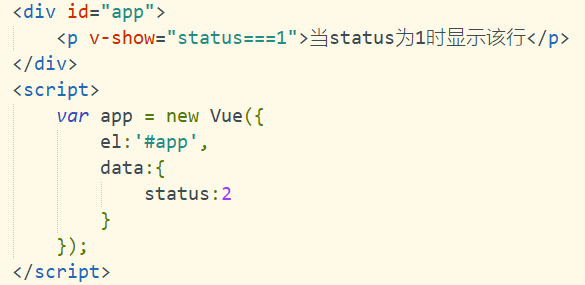 <div id="app">
    <p v-show="status===1">当status为1时显示该行</p>
</div>
<script>
    var app = new Vue({
        el:'#app',
        data:{
            status:2
        }
    });
</script>